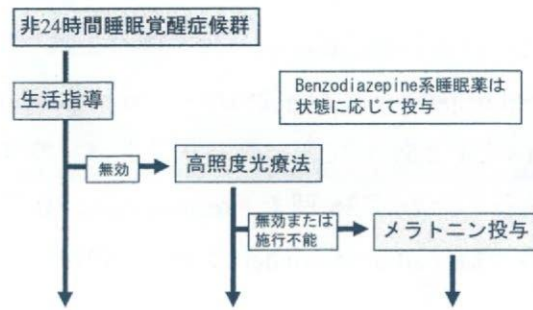 非24時間睡眠覚醒症候群
生活指導
Benzodiazepine系睡眠薬は
状態に応じて投与
無効
高照度光療法
無効または
施行不能
メラトニン投与